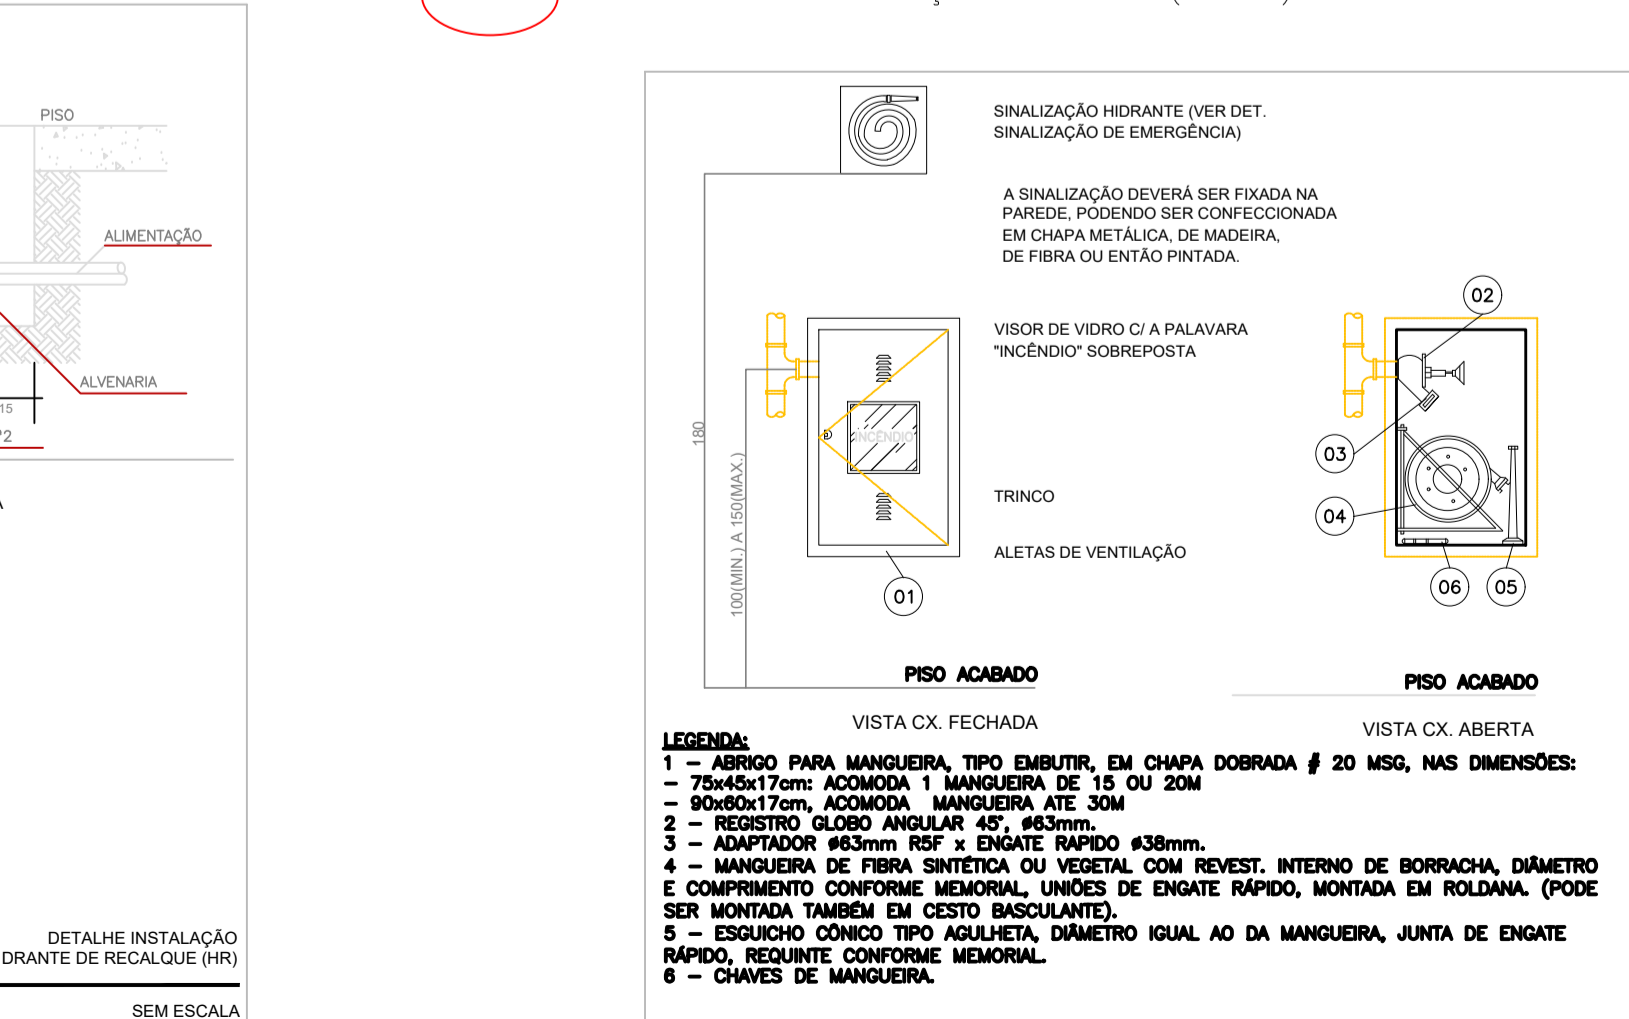 PISO
ALIMENTAÇÃO
ALVENARIA
15
DETALHE INSTALAÇÃO
DRANTE DE RECALQUE (HR)
SEM ESCALA
SINALIZAÇÃO HIDRANTE (VER DET.
SINALIZAÇÃO DE EMERGÊNCIA)
A SINALIZAÇÃO DEVERÁ SER FIXADA NA
PAREDE, PODENDO SER CONFECCIONADA
EM CHAPA METÁLICA, DE MADEIRA,
DE FIBRA OU ENTÃO PINTADA.
VISOR DE VIDRO C/ A PALAVARA
"INCÊNDIO" SOBREPOSTA
INCÊNDIO
TRINCO
ALETAS DE VENTILAÇÃO
180
100(MIN.) A 150(MAX.)
01
02
03
04
06
05
PISO ACABADO
VISTA CX. FECHADA
PISO ACABADO
VISTA CX. ABERTA
LEGENDA:
1 – ABRIGO PARA MANGUEIRA, TIPO EMBUTIR, EM CHAPA DOBRADA # 20 MSG, NAS DIMENSÕES:
– 75x45x17cm: ACOMODA 1 MANGUEIRA DE 15 OU 20M
– 90x60x17cm, ACOMODA MANGUEIRA ATE 30M
2 – REGISTRO GLOBO ANGULAR 45°, ø63mm.
3 – ADAPTADOR ø63mm R5F x ENGATE RAPIDO ø38mm.
4 – MANGUEIRA DE FIBRA SINTÉTICA OU VEGETAL COM REVEST. INTERNO DE BORRACHA, DIÂMETRO
E COMPRIMENTO CONFORME MEMORIAL, UNIÕES DE ENGATE RÁPIDO, MONTADA EM ROLDANA. (PODE
SER MONTADA TAMBÉM EM CESTO BASCULANTE).
5 – ESGUICHO CÔNICO TIPO AGULHETA, DIÂMETRO IGUAL AO DA MANGUEIRA, JUNTA DE ENGATE
RÁPIDO, REQUINTE CONFORME MEMORIAL.
6 – CHAVES DE MANGUEIRA.